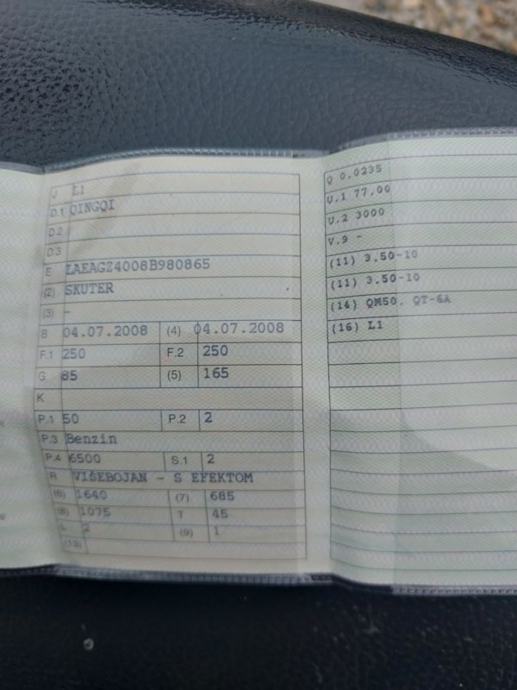 J L1
D.1 QINGQI
D.2
D.3
E LAEAGZ4008B980865
(2) SKUTER
(3) -
B 04.07.2008 (4) 04.07.2008
F.1 250 F.2 250
G 85 (5) 165
K
P.1 50 P.2 2
P.3 Benzin
P.4 6500 S.1 2
R VIŠEBOJAN - S EFEKTOM
(6) 1640 (7) 685
(8) 1075 T 45
L 2 (9) 1
Q 0.0235
U.1 77,00
U.2 3000
V.9 -
(11) 3.50-10
(11) 3.50-10
(14) QM50. QT-6A
(16) L1